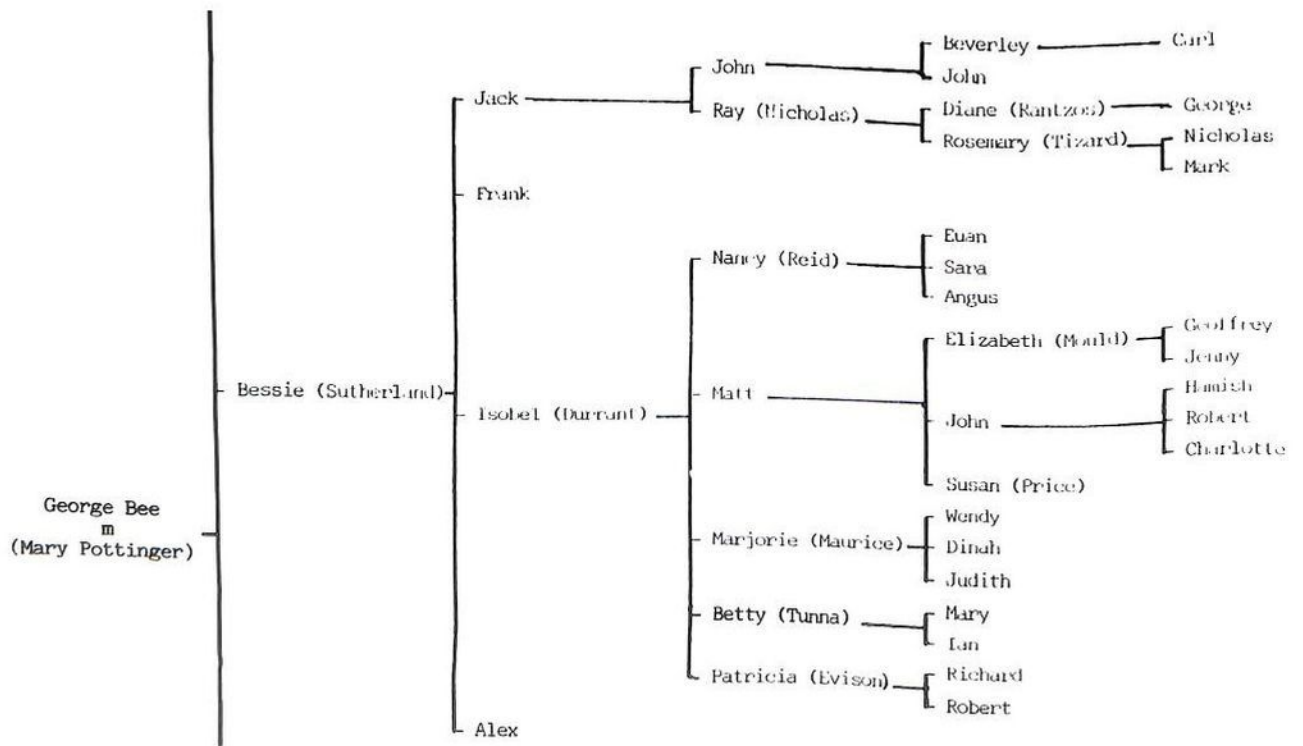 Beverley
Carl
John
John
Jack
Ray (Nicholas)
Diane (Rantzos)
George
Rosemary (Tizard)
Nicholas
Mark
Frank
Nancy (Reid)
Euan
Sara
Angus
Elizabeth (Mould)
Geoffrey
Jenny
Bessie (Sutherland)
Isobel (Durrant)
Matt
John
Hamish
Robert
Charlotte
Susan (Price)
George Bee
m
(Mary Pottinger)
Marjorie (Maurice)
Wendy
Dinah
Judith
Betty (Tunna)
Mary
Ian
Patricia (Evison)
Richard
Robert
Alex